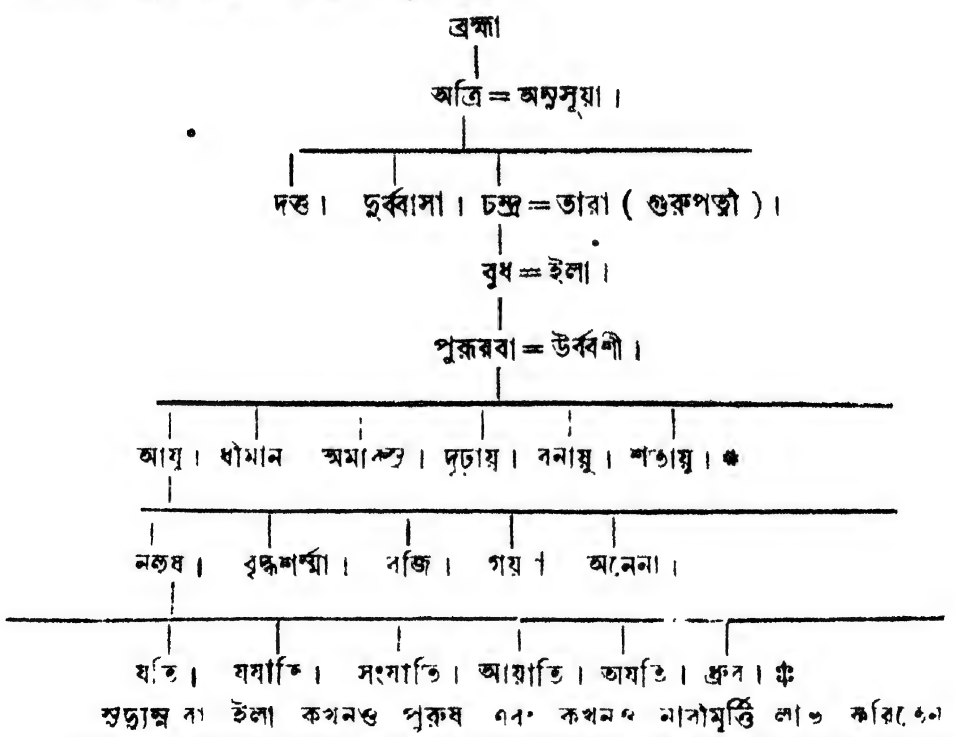 ব্রহ্মা
অত্রি = অনুসূয়া ।
দত্ত । দুর্ব্বাসা । চন্দ্র = তারা ( গুরুপত্নী ) ।
বুধ = ইলা ।
পুরূরবা = উর্ব্বশী ।
আয়ু । ধীমান অমাবসু । দৃঢ়ায়ু । বনায়ু । শতায়ু । *
নহুষ । বৃদ্ধশর্ম্মা । রজি । গয় । অনেনা ।
যতি । যযাতি । সংযাতি । আয়াতি । অযতি । ধ্রুব । ‡
সুদ্যুম্ন বা ইলা কখনও পুরুষ এবং কখনও নারীমূর্ত্তি লাভ করিতেন